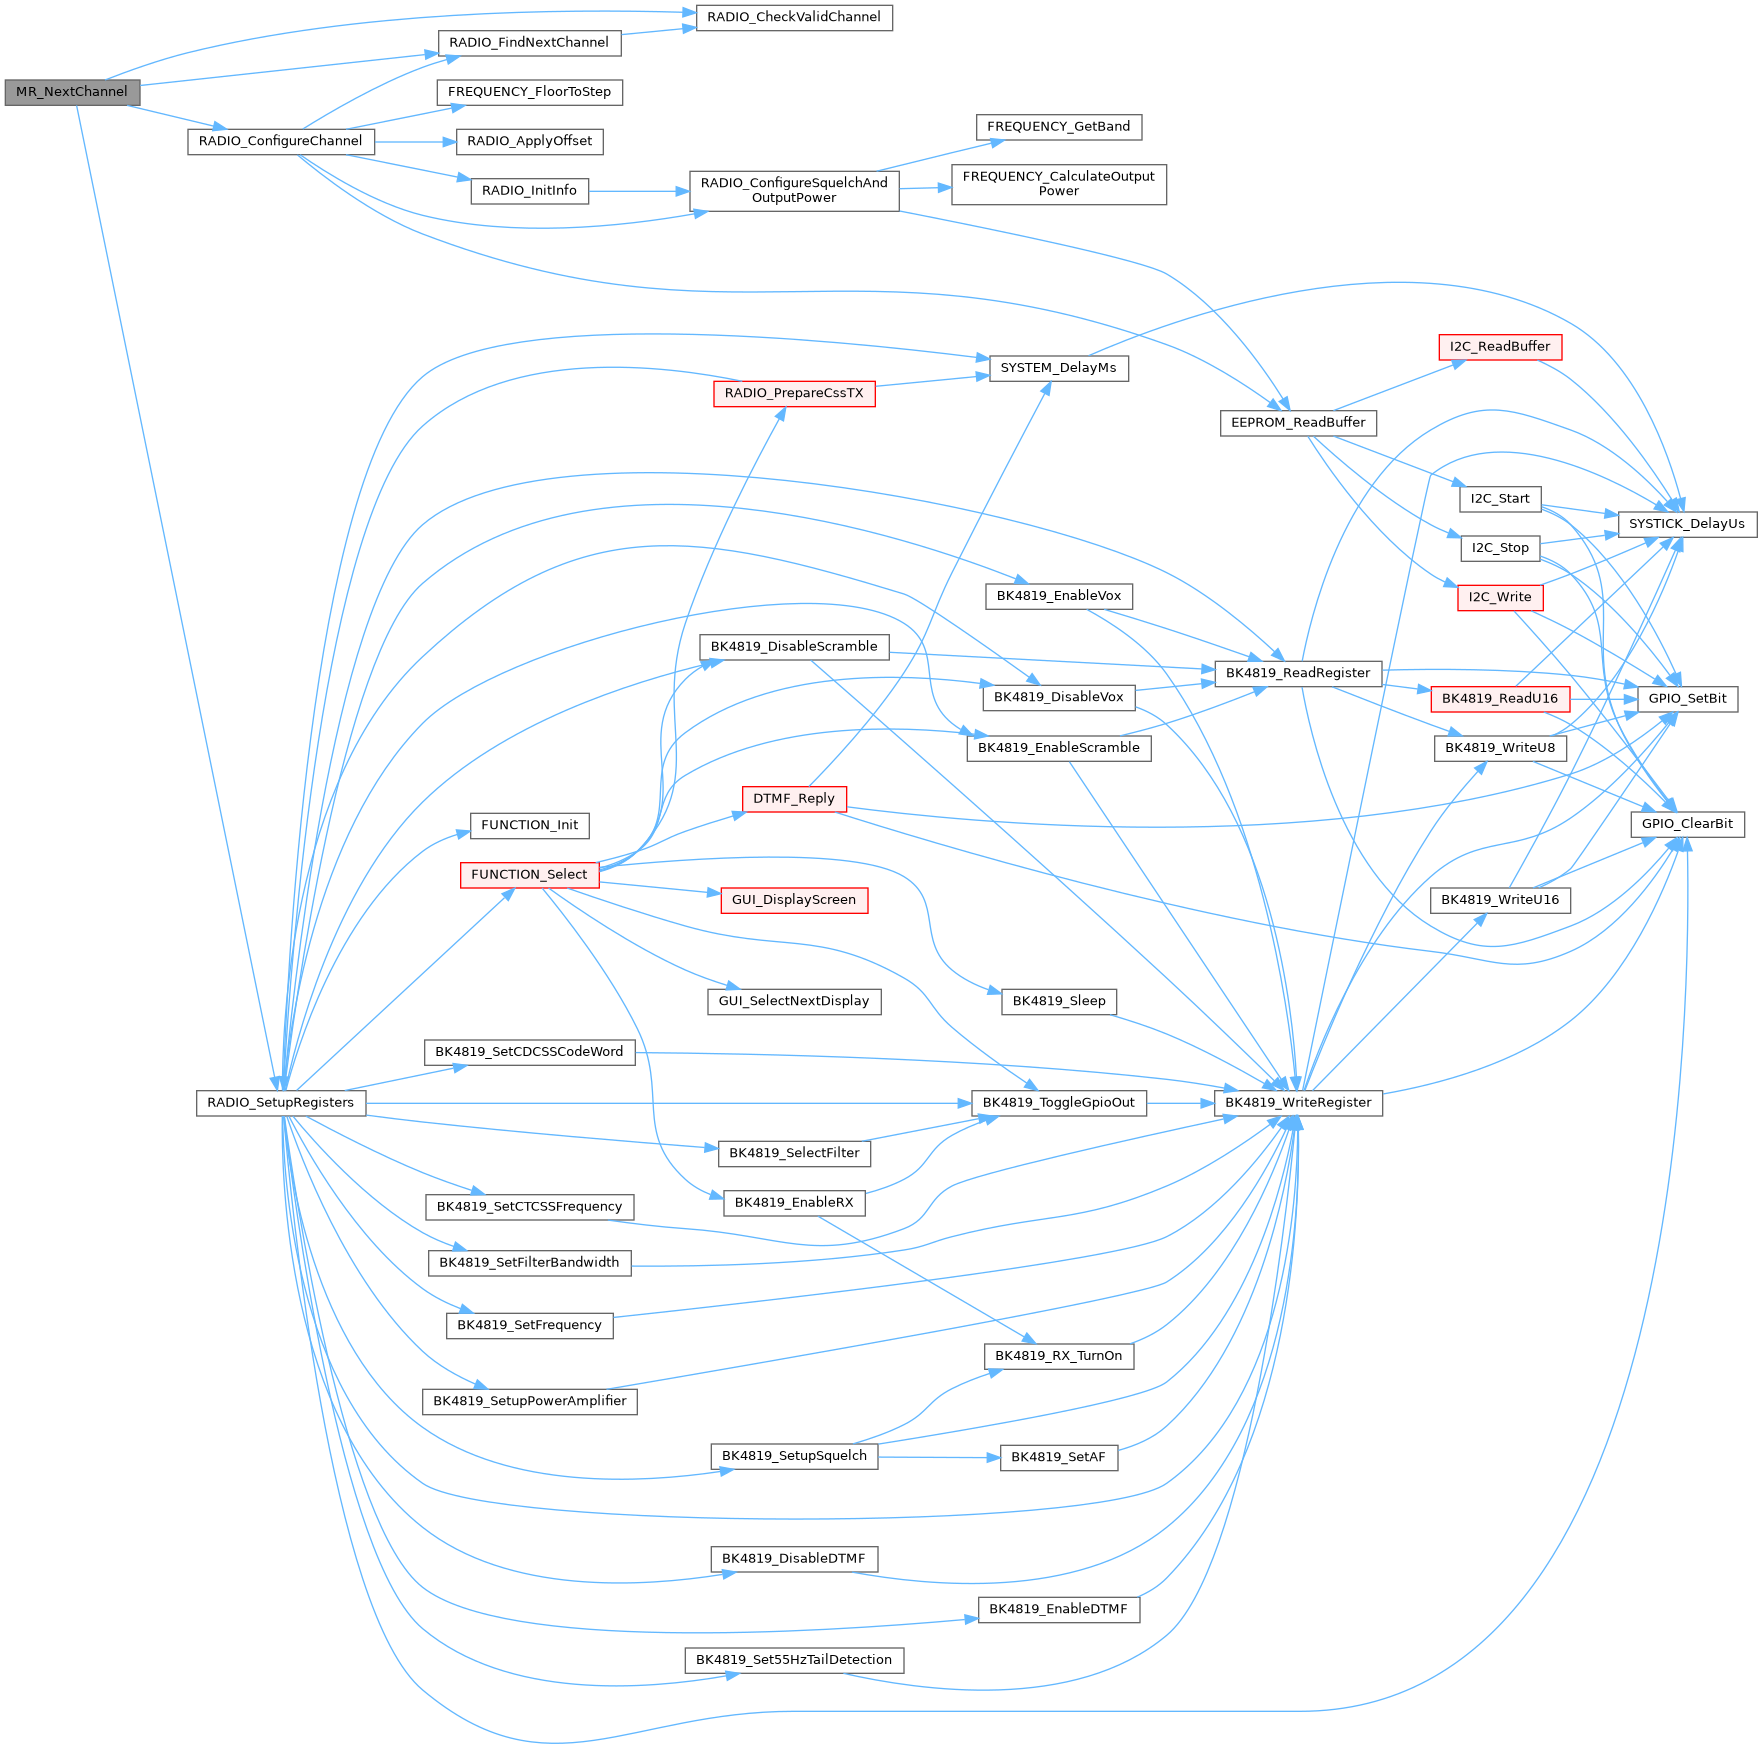 RADIO_CheckValidChannel
RADIO_FindNextChannel
MR_NextChannel
FREQUENCY_FloorToStep
FREQUENCY_GetBand
RADIO_ConfigureChannel
RADIO_ApplyOffset
RADIO_InitInfo
RADIO_ConfigureSquelchAnd
OutputPower
FREQUENCY_CalculateOutput
Power
I2C_ReadBuffer
SYSTEM_DelayMs
RADIO_PrepareCssTX
EEPROM_ReadBuffer
I2C_Start
SYSTICK_DelayUs
I2C_Stop
BK4819_EnableVox
I2C_Write
BK4819_DisableScramble
BK4819_ReadRegister
BK4819_DisableVox
BK4819_ReadU16
GPIO_SetBit
BK4819_EnableScramble
BK4819_WriteU8
DTMF_Reply
FUNCTION_Init
GPIO_ClearBit
FUNCTION_Select
GUI_DisplayScreen
BK4819_WriteU16
GUI_SelectNextDisplay
BK4819_Sleep
BK4819_SetCDCSSCodeWord
RADIO_SetupRegisters
BK4819_ToggleGpioOut
BK4819_WriteRegister
BK4819_SelectFilter
BK4819_EnableRX
BK4819_SetCTCSSFrequency
BK4819_SetFilterBandwidth
BK4819_SetFrequency
BK4819_RX_TurnOn
BK4819_SetupPowerAmplifier
BK4819_SetupSquelch
BK4819_SetAF
BK4819_DisableDTMF
BK4819_EnableDTMF
BK4819_Set55HzTailDetection